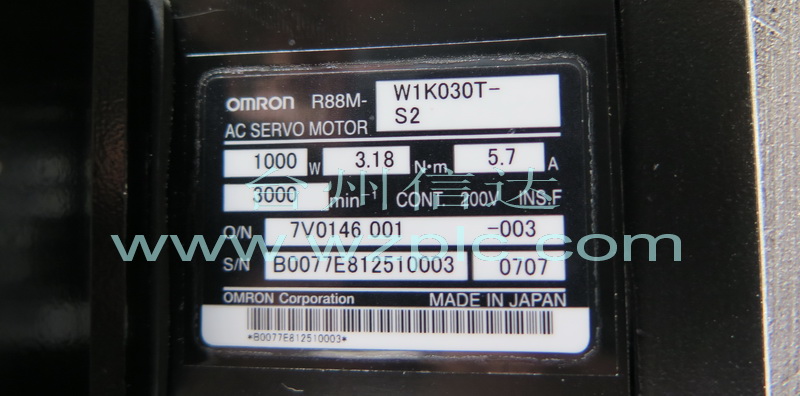 OMRON R88M- W1K030T-S2
AC SERVO MOTOR
1000 W 3.18 N·m 5.7 A
3000 min⁻¹ CONT 200V INS.F
台州信达
O/N 7V0146 001 -003
www.wzplc.com
S/N B0077E812510003 0707
OMRON Corporation MADE IN JAPAN
*B0077E812510003*